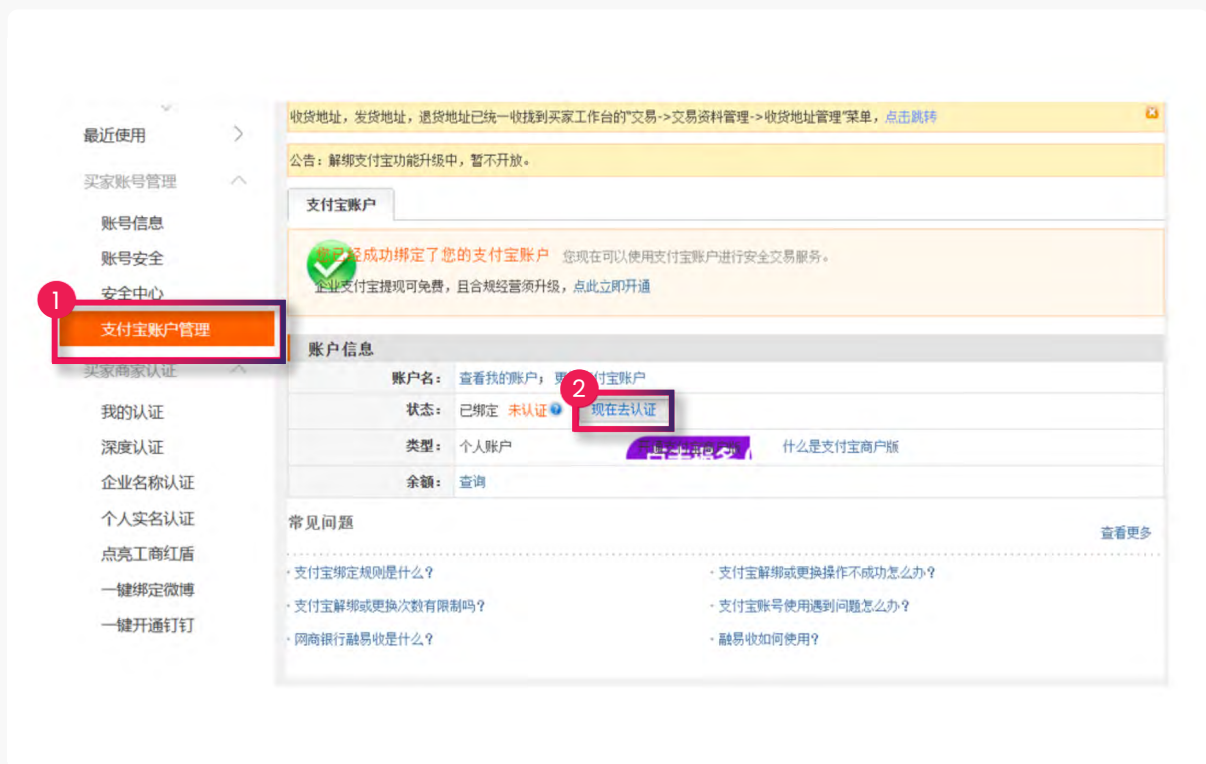 收货地址，发货地址，退货地址已统一收找到买家工作台的"交易->交易资料管理->收货地址管理"菜单，点击跳转
最近使用
公告：解绑支付宝功能升级中，暂不开放。
买家账号管理
支付宝账户
账号信息
您已经成功绑定了您的支付宝账户 您现在可以使用支付宝账户进行安全交易服务。
账号安全
企业支付宝提现可免费，且合规经营须升级，点此立即开通
安全中心
1
支付宝账户管理
账户信息
买家商家认证
账户名： 查看我的账户； 更 付宝账户
2
我的认证
状态： 已绑定 未认证 现在去认证
深度认证
类型： 个人账户 什么是支付宝商户版
企业名称认证
余额： 查询
个人实名认证
常见问题
查看更多
点亮工商红盾
支付宝绑定规则是什么？
支付宝解绑或更换操作不成功怎么办？
一键绑定微博
支付宝解绑或更换次数有限制吗？
支付宝账号使用遇到问题怎么办？
一键开通钉钉
网商银行融易收是什么？
融易收如何使用？